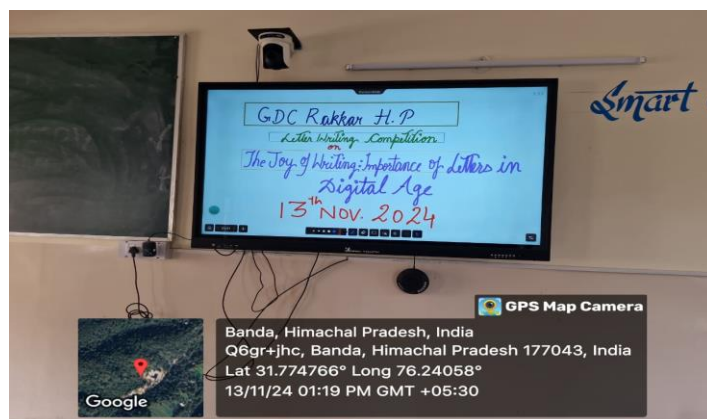 GDC Rakkar H.P
Letter Writing Competition
on
The Joy of Writing: Importance of Letters in
Digital Age
13th Nov. 2024
Smart
GPS Map Camera
Banda, Himachal Pradesh, India
Q6gr+jhc, Banda, Himachal Pradesh 177043, India
Lat 31.774766° Long 76.24058°
13/11/24 01:19 PM GMT +05:30
Google